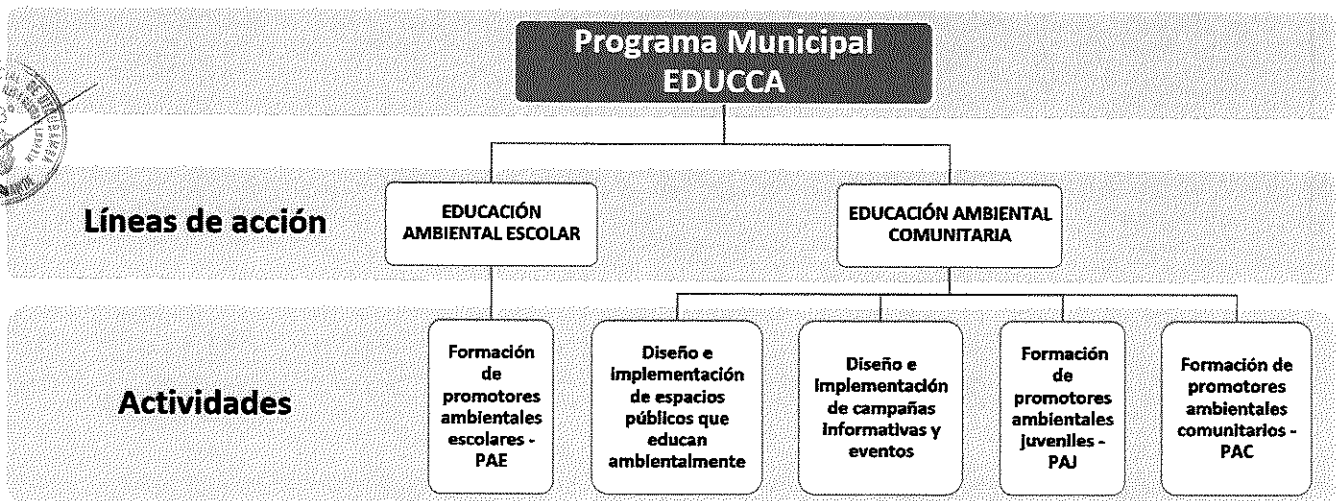 Programa Municipal
EDUCCA
Líneas de acción
EDUCACIÓN
AMBIENTAL ESCOLAR
EDUCACIÓN AMBIENTAL
COMUNITARIA
Actividades
Formación
de
promotores
ambientales
escolares -
PAE
Diseño e
implementación
de espacios
públicos que
educan
ambientalmente
Diseño e
implementación
de campañas
informativas y
eventos
Formación
de
promotores
ambientales
juveniles -
PAJ
Formación de
promotores
ambientales
comunitarios -
PAC